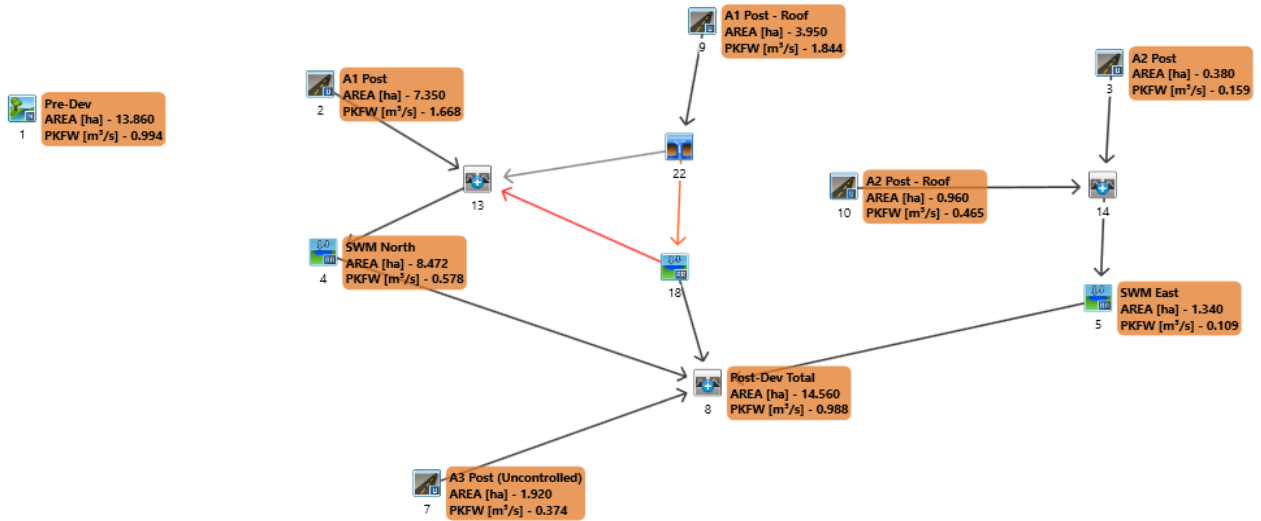 A1 Post - Roof
AREA [ha] - 3.950
PKFW [m³/s] - 1.844
9
A2 Post
AREA [ha] - 0.380
PKFW [m³/s] - 0.159
3
A1 Post
AREA [ha] - 7.350
PKFW [m³/s] - 1.668
2
Pre-Dev
AREA [ha] - 13.860
PKFW [m³/s] - 0.994
N
1
22
13
A2 Post - Roof
AREA [ha] - 0.960
PKFW [m³/s] - 0.465
10
14
SWM North
AREA [ha] - 8.472
PKFW [m³/s] - 0.578
RR
4
RR
18
SWM East
AREA [ha] - 1.340
PKFW [m³/s] - 0.109
RR
5
Post-Dev Total
AREA [ha] - 14.560
PKFW [m³/s] - 0.988
8
A3 Post (Uncontrolled)
AREA [ha] - 1.920
PKFW [m³/s] - 0.374
U
7